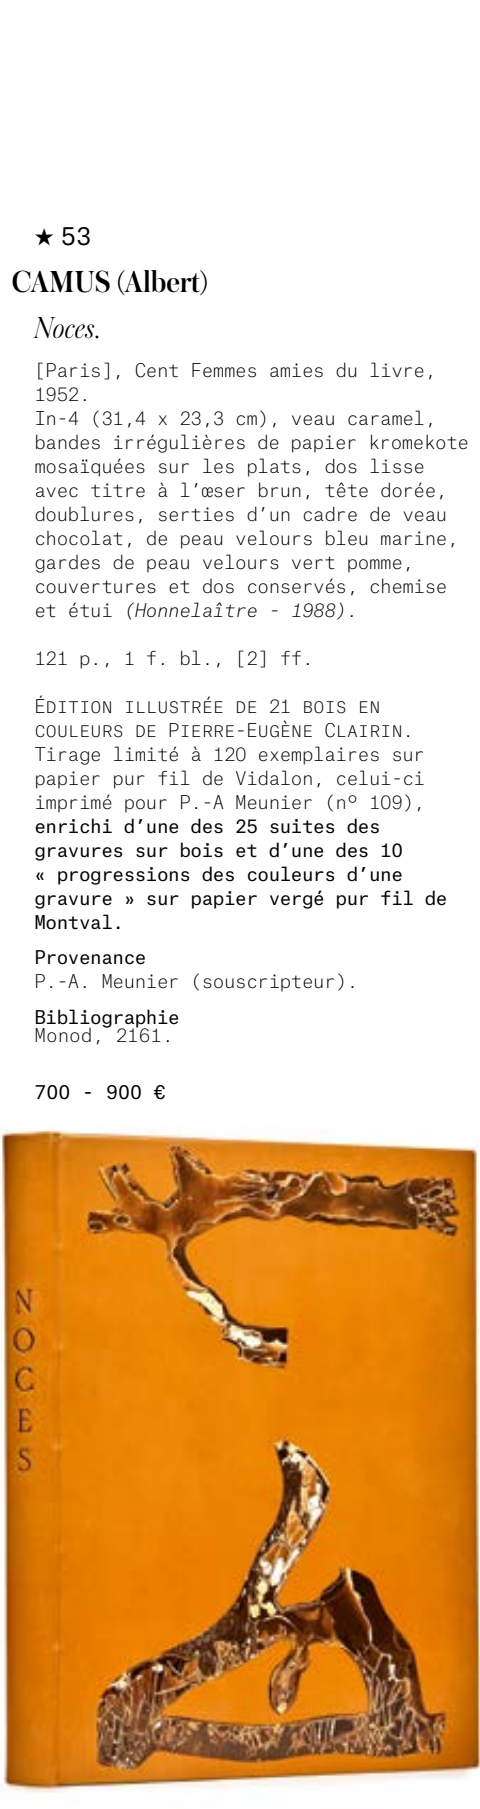 ★ 53
CAMUS (Albert)
Noces.
[Paris], Cent Femmes amies du livre,
1952.
In-4 (31,4 x 23,3 cm), veau caramel,
bandes irrégulières de papier kromekote
mosaïquées sur les plats, dos lisse
avec titre à l’œser brun, tête dorée,
doublures, serties d’un cadre de veau
chocolat, de peau velours bleu marine,
gardes de peau velours vert pomme,
couvertures et dos conservés, chemise
et étui (Honnelaître - 1988).
121 p., 1 f. bl., [2] ff.
ÉDITION ILLUSTRÉE DE 21 BOIS EN
COULEURS DE PIERRE-EUGÈNE CLAIRIN.
Tirage limité à 120 exemplaires sur
papier pur fil de Vidalon, celui-ci
imprimé pour P.-A Meunier (nº 109),
enrichi d’une des 25 suites des
gravures sur bois et d’une des 10
« progressions des couleurs d’une
gravure » sur papier vergé pur fil de
Montval.
Provenance
P.-A. Meunier (souscripteur).
Bibliographie
Monod, 2161.
700 - 900 €
NOCES